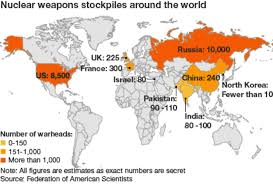 Nuclear weapons stockpiles around the world
UK: 225
Russia: 10,000
US: 8,500
France: 300
Israel: 80
China: 240
North Korea:
Fewer than 10
Pakistan:
90 -110
India:
80 -100
Number of warheads:
0-150
151-1,000
More than 1,000
Note: All figures are estimates as exact numbers are secret
Source: Federation of American Scientists